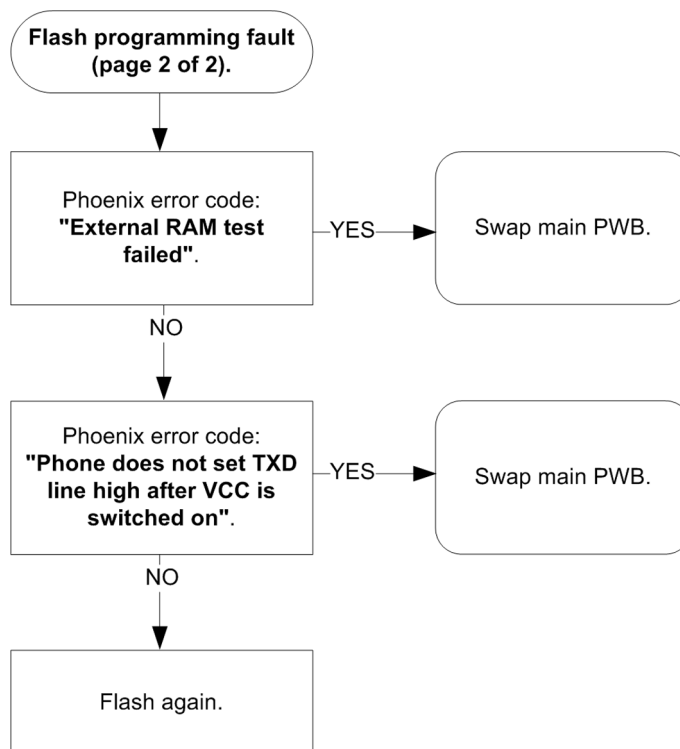 Flash programming fault
(page 2 of 2).
Phoenix error code:
"External RAM test
failed".
YES
Swap main PWB.
NO
Phoenix error code:
"Phone does not set TXD
line high after VCC is
switched on".
YES
Swap main PWB.
NO
Flash again.